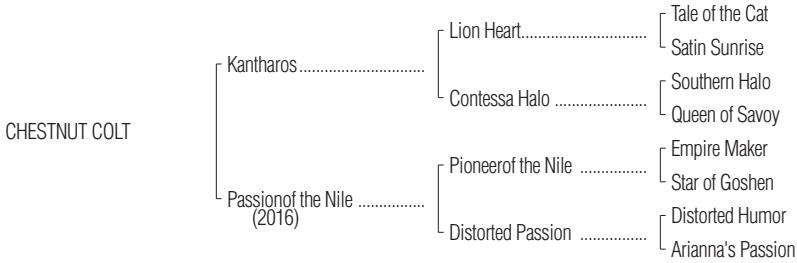 Tale of the Cat
Lion Heart..............................
Satin Sunrise
Kantharos..............................
Southern Halo
Contessa Halo ......................
Queen of Savoy
CHESTNUT COLT
Empire Maker
Pioneerof the Nile ................
Star of Goshen
Passionof the Nile ................
(2016)
Distorted Humor
Distorted Passion ................
Arianna's Passion